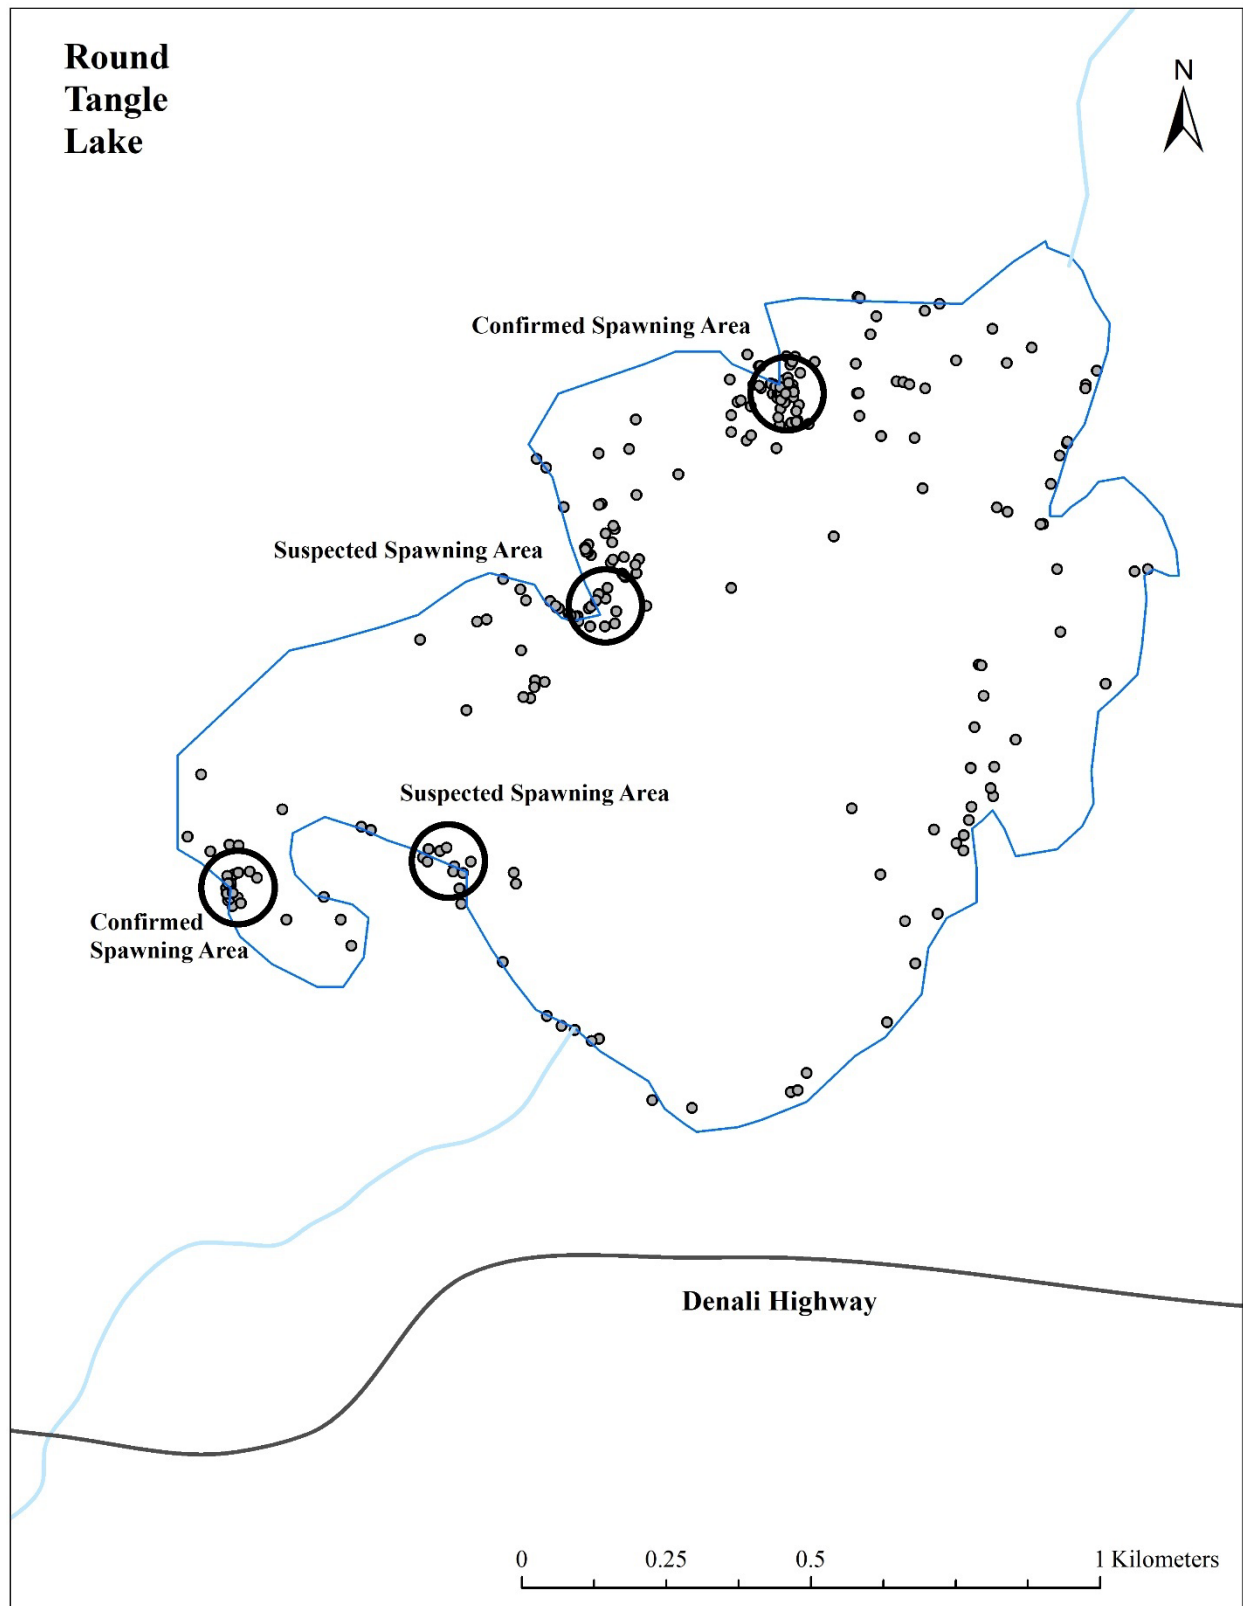 Round
Tangle
Lake
N
Confirmed Spawning Area
Suspected Spawning Area
Suspected Spawning Area
Confirmed
Spawning Area
Denali Highway
0 0.25 0.5 1 Kilometers